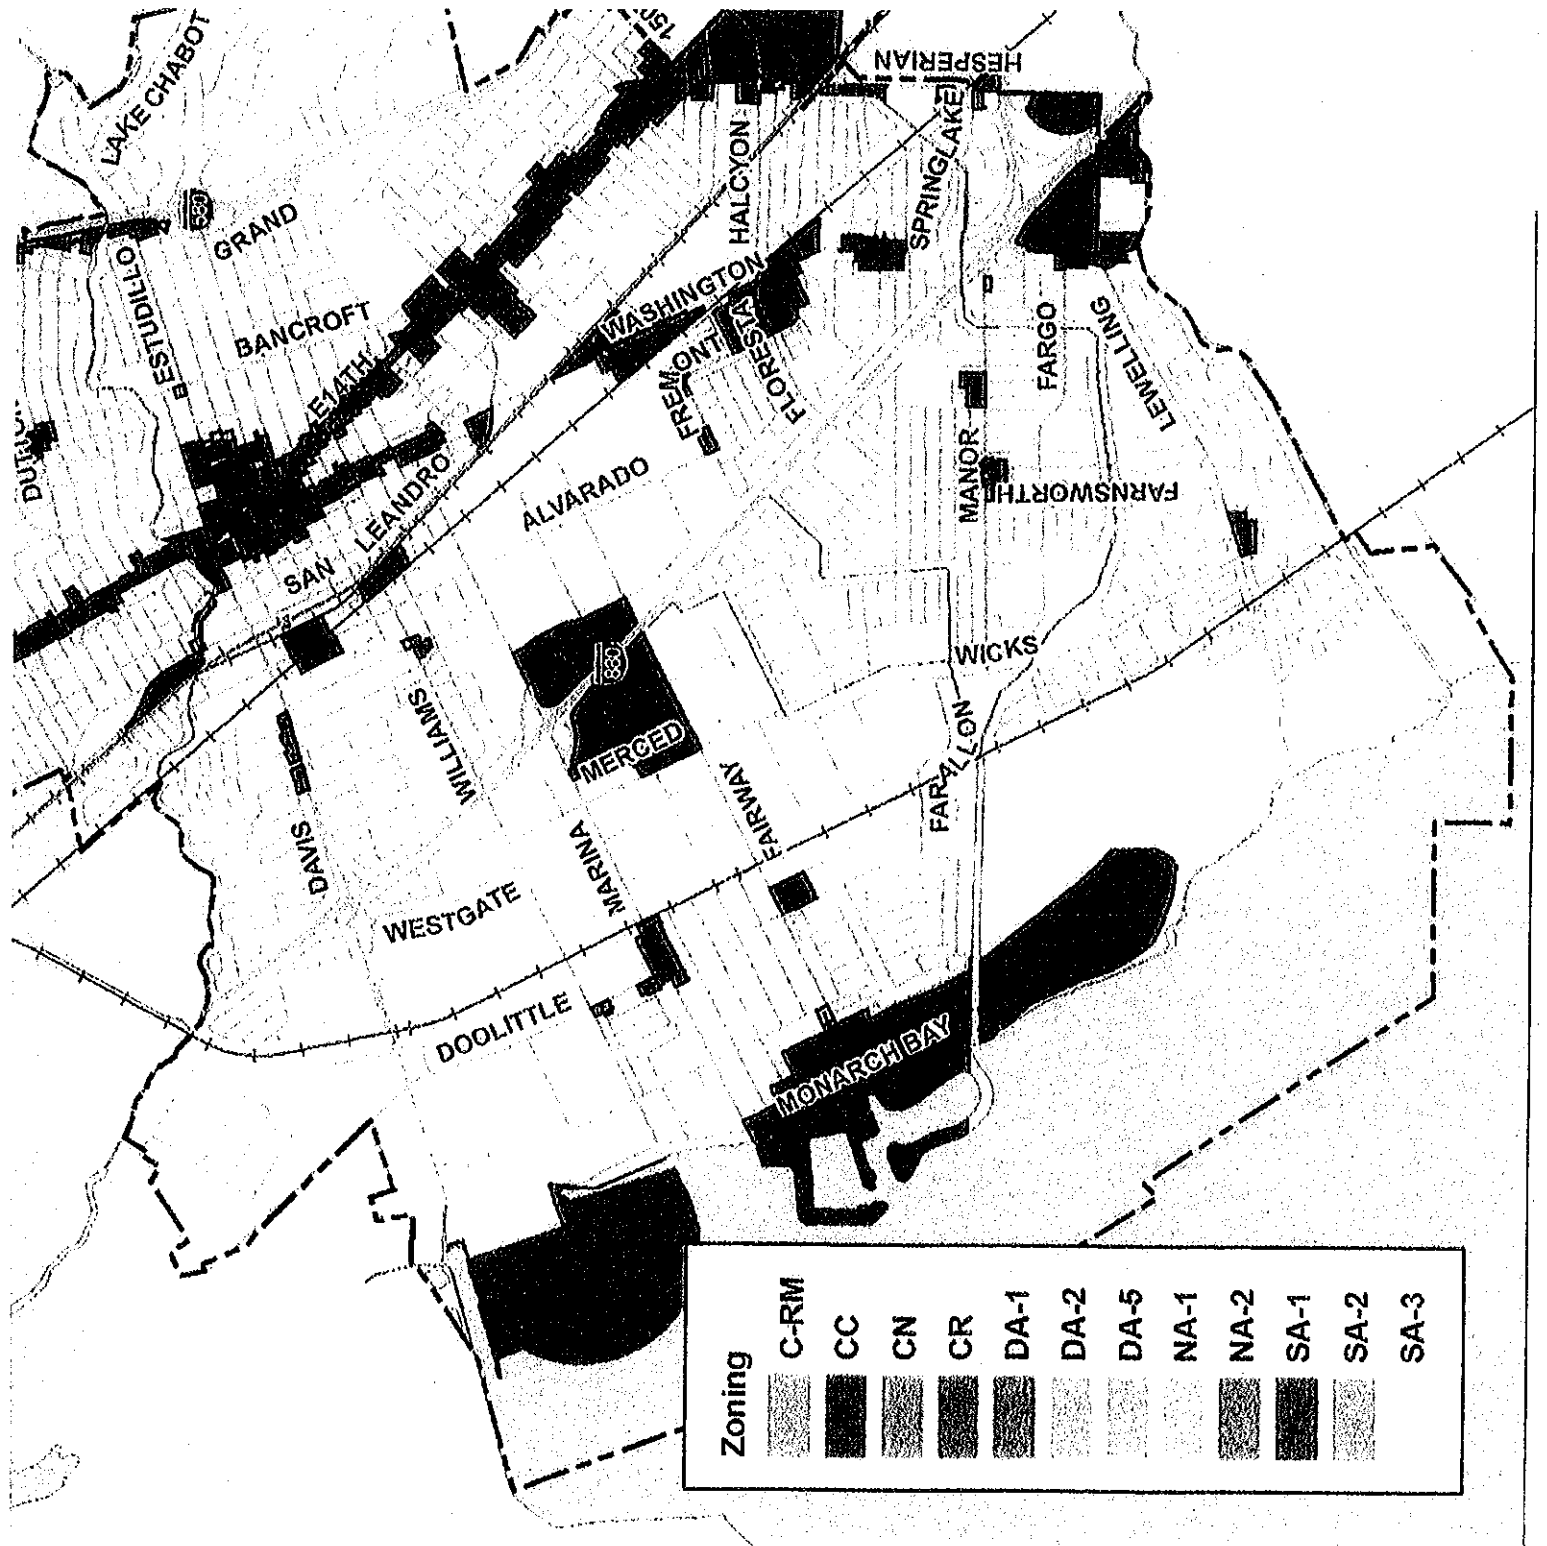 LAKE CHABOT
HESPERIAN
580
GRAND
HALCYON
SPRINGLAKE
BESTUDILLO
BANCROFT
WASHINGTON
E14TH
FREMONT
FLORESTA
FARGO
LEWELLING
SAN LEANDRO
ALVARADO
MANOR
FARNSWORTH
WILLIAMS
880
MERCED
WICKS
DAVIS
FAIRWAY
FARALLON
MARINA
WESTGATE
DOOLITTLE
MONARCH BAY
Zoning
C-RM
CC
CN
CR
DA-1
DA-2
DA-5
NA-1
NA-2
SA-1
SA-2
SA-3